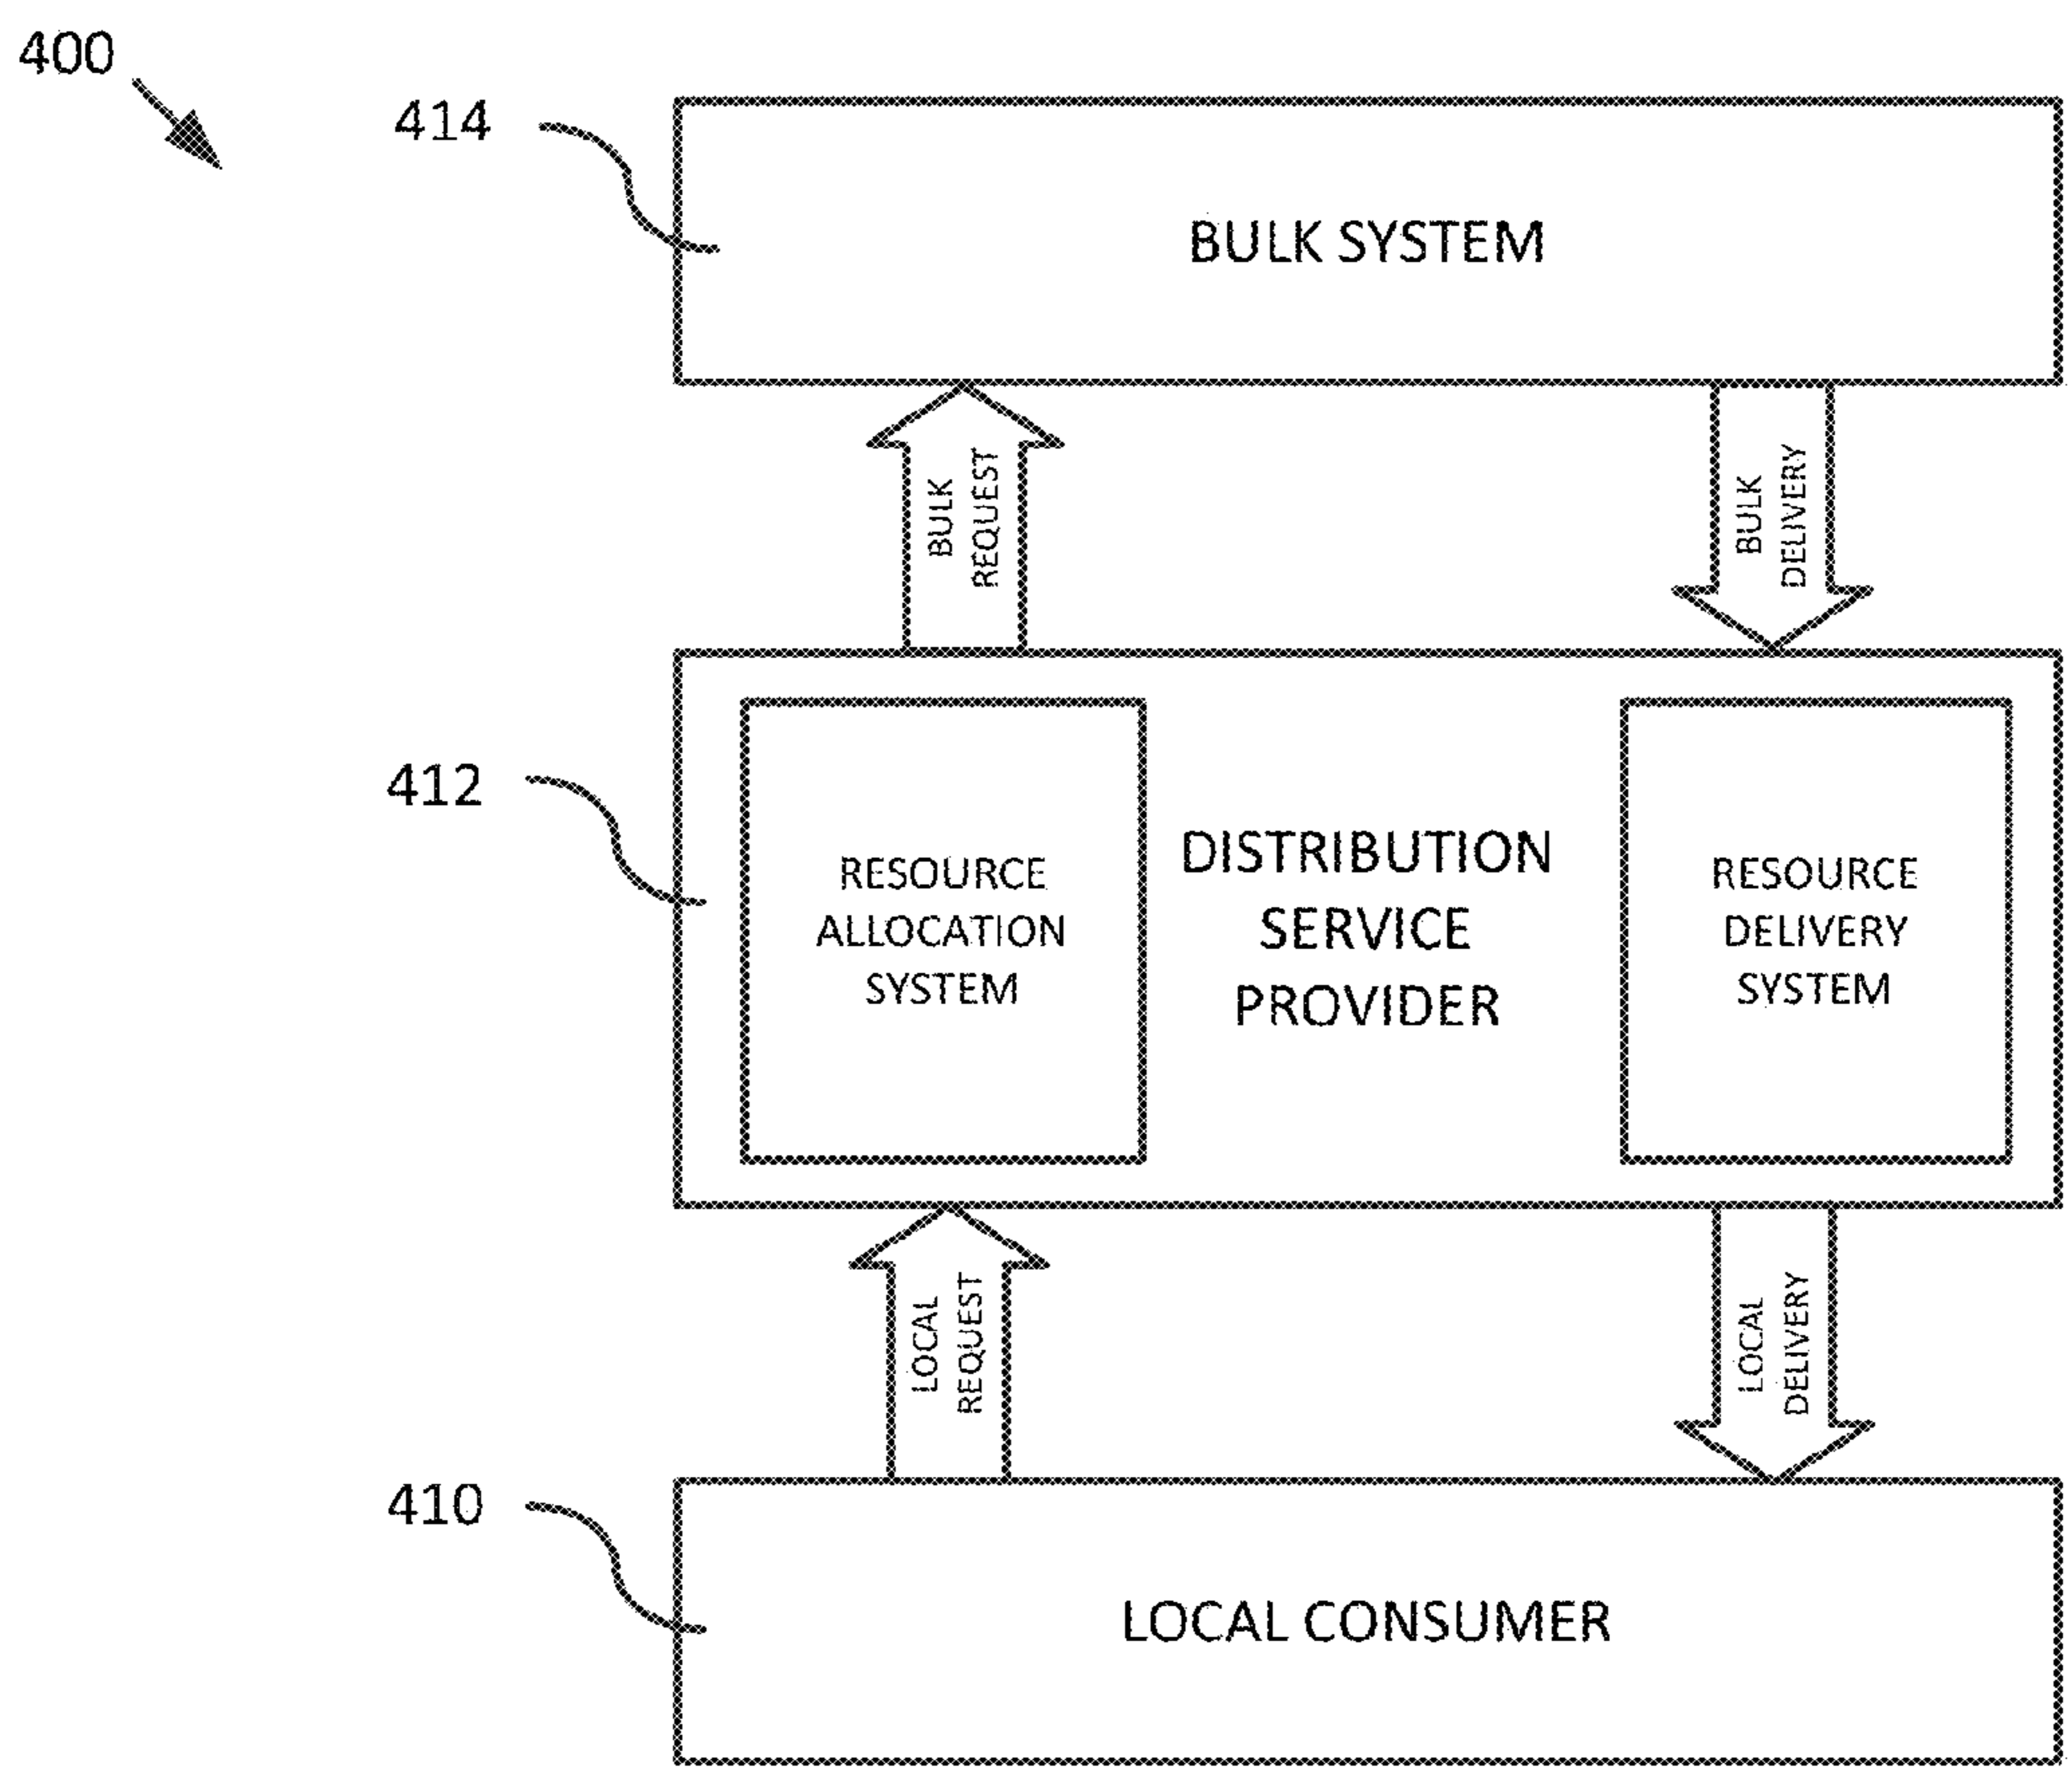 400
414
BULK SYSTEM
BULK
REQUEST
BULK
DELIVERY
412
RESOURCE
ALLOCATION
SYSTEM
DISTRIBUTION
SERVICE
PROVIDER
RESOURCE
DELIVERY
SYSTEM
LOCAL
REQUEST
LOCAL
DELIVERY
410
LOCAL CONSUMER